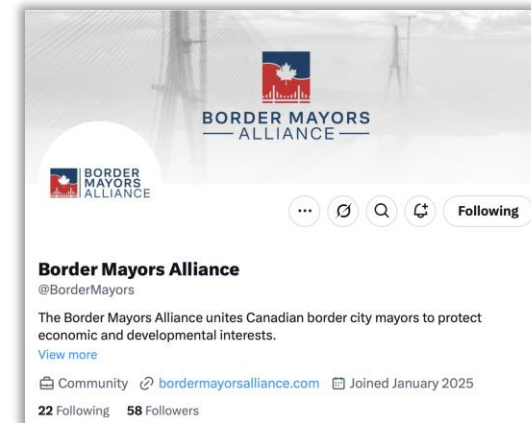 BORDER MAYORS
ALLIANCE
BORDER
MAYORS
ALLIANCE
Following
Border Mayors Alliance
@BorderMayors
The Border Mayors Alliance unites Canadian border city mayors to protect
economic and developmental interests.
View more
Community bordermayorsalliance.com Joined January 2025
22 Following 58 Followers